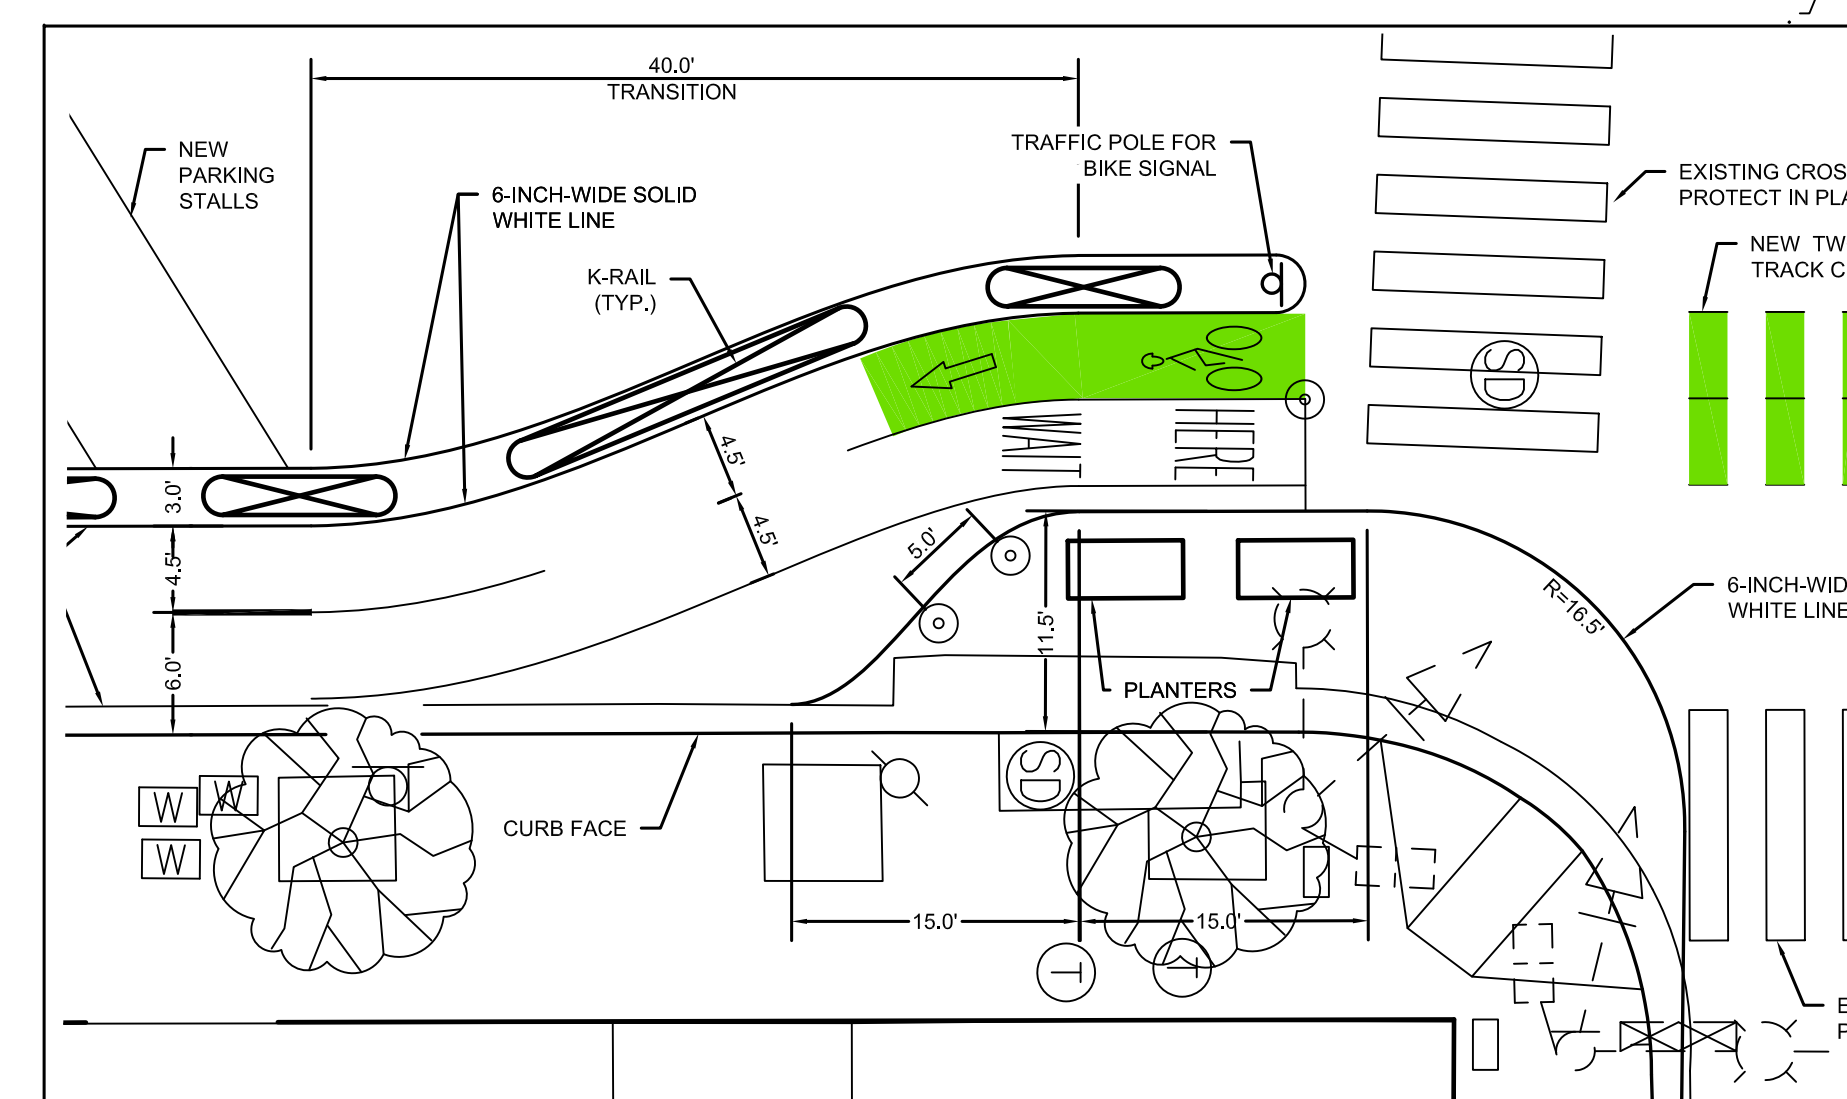 40.0'
TRANSITION
NEW
PARKING
STALLS
6-INCH-WIDE SOLID
WHITE LINE
TRAFFIC POLE FOR
BIKE SIGNAL
EXISTING CROS
PROTECT IN PLA
NEW TW
TRACK C
K-RAIL
(TYP.)
SD
WAIT
HERE
3.0'
4.5'
4.5'
4.5'
5.0'
6.0'
11.5'
R=16.5'
6-INCH-WID
WHITE LINE
PLANTERS
W
W
W
CURB FACE
SD
15.0'
15.0'
T
T
E
P